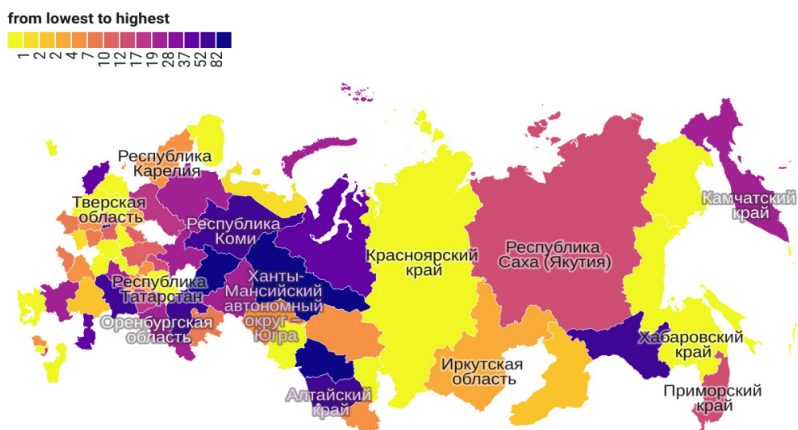 from lowest to highest
1 2 2 4 7 10 12 17 19 28 37 52 82
Республика
Карелия
Тверская
область
Республика
Коми
Камчатский
край
Красноярский
край
Республика
Саха (Якутия)
Ханты-
Мансийский
автономный
округ –
Югра
Республика
Татарстан
Оренбургская
область
Хабаровский
край
Иркутская
область
Приморский
край
Алтайский
край